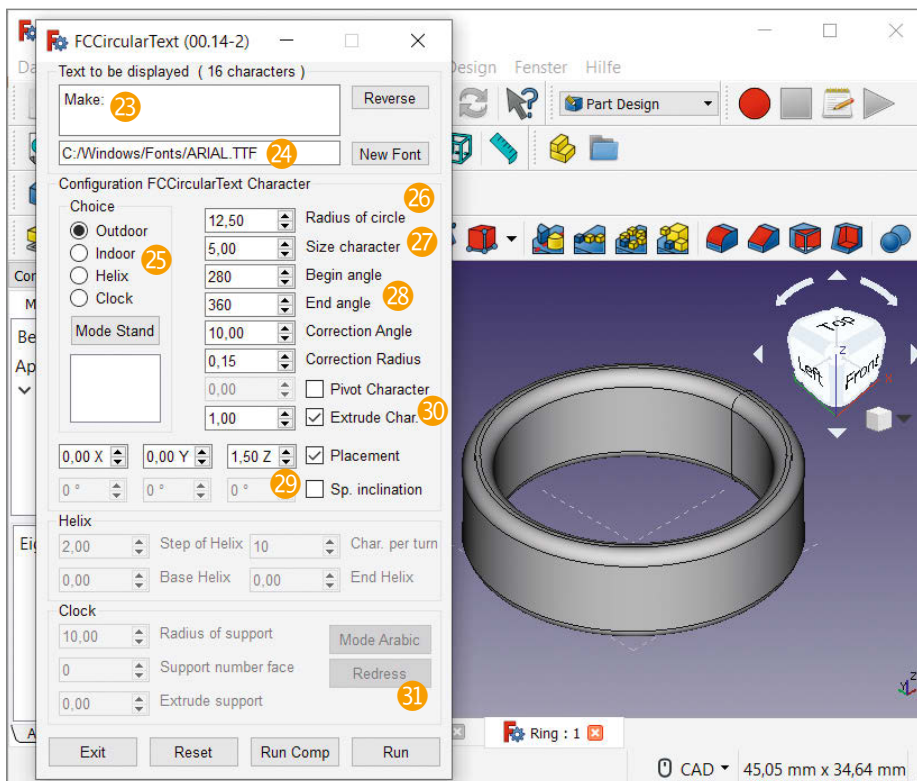 FCCircularText (00.14-2)
Design Fenster Hilfe
Text to be displayed ( 16 characters )
Make: 23
Reverse
C:/Windows/Fonts/ARIAL.TTF 24
New Font
Part Design
Configuration FCCircularText Character
26
Choice
Outdoor
Indoor
25
Helix
Clock
Mode Stand
12,50 Radius of circle
5,00 Size character 27
280 Begin angle
360 End angle 28
10,00 Correction Angle
0,15 Correction Radius
0,00 Pivot Character
1,00 Extrude Char. 30
0,00 X 0,00 Y 1,50 Z Placement
0 ° 0 ° 0 ° 29 Sp. inclination
Helix
2,00 Step of Helix 10 Char. per turn
0,00 Base Helix 0,00 End Helix
Clock
10,00 Radius of support Mode Arabic
0 Support number face Redress
31
0,00 Extrude support
Exit Reset Run Comp Run
Da
Con
M
Be
Ap
Eig
A
Top
Left
Front
Z
X
Z
Y
Ring : 1
CAD 45,05 mm x 34,64 mm